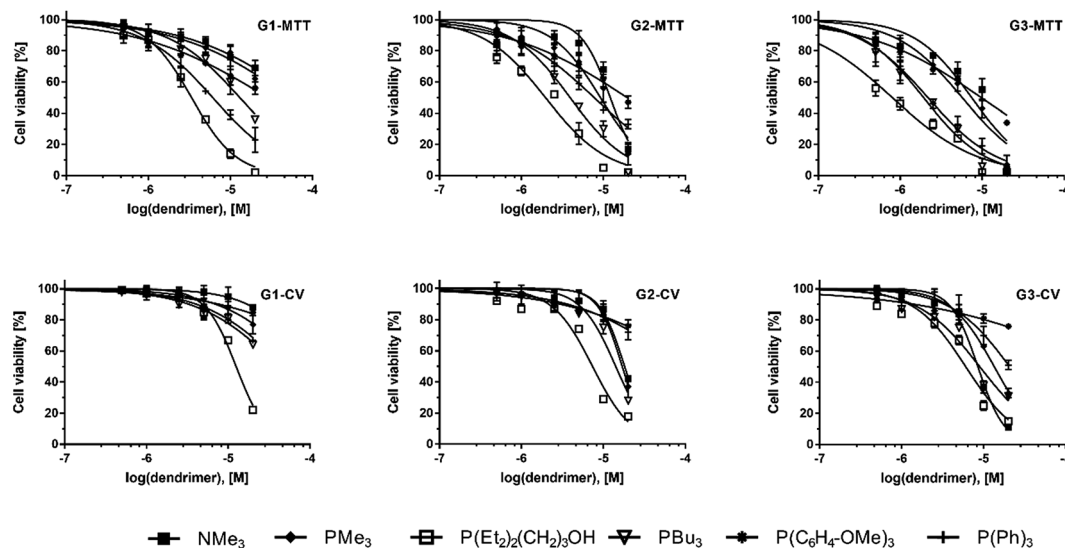 G1-MTT
Cell viability [%]
100
80
60
40
20
0
-7 -6 -5 -4
log(dendrimer), [M]
G2-MTT
Cell viability [%]
100
80
60
40
20
0
-7 -6 -5 -4
log(dendrimer), [M]
G3-MTT
Cell viability [%]
100
80
60
40
20
0
-7 -6 -5 -4
log(dendrimer), [M]
G1-CV
Cell viability [%]
100
80
60
40
20
0
-7 -6 -5 -4
log(dendrimer), [M]
G2-CV
Cell viability [%]
100
80
60
40
20
0
-7 -6 -5 -4
log(dendrimer), [M]
G3-CV
Cell viability [%]
100
80
60
40
20
0
-7 -6 -5 -4
log(dendrimer), [M]
NMe₃ PMe₃ P(Et₂)₂(CH₂)₃OH PBu₃ P(C₆H₄-OMe)₃ P(Ph)₃